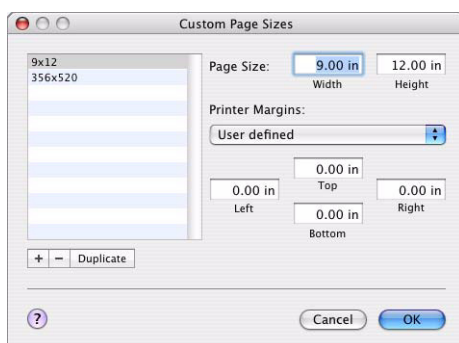 Custom Page Sizes
9x12
356x520
Page Size:
9.00 in
12.00 in
Width
Height
Printer Margins:
User defined
0.00 in
Top
0.00 in
Left
0.00 in
Right
0.00 in
Bottom
+ − Duplicate
?
Cancel
OK